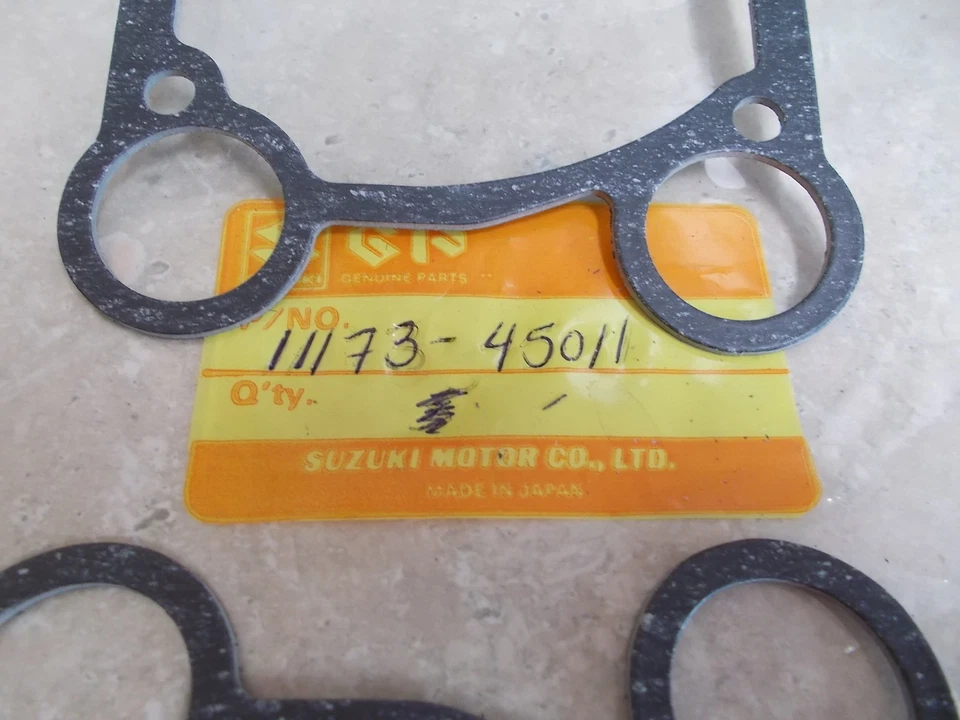 GENUINE PARTS
NO.
11173-45011
Q'ty.
SUZUKI MOTOR CO., LTD.
MADE IN JAPAN